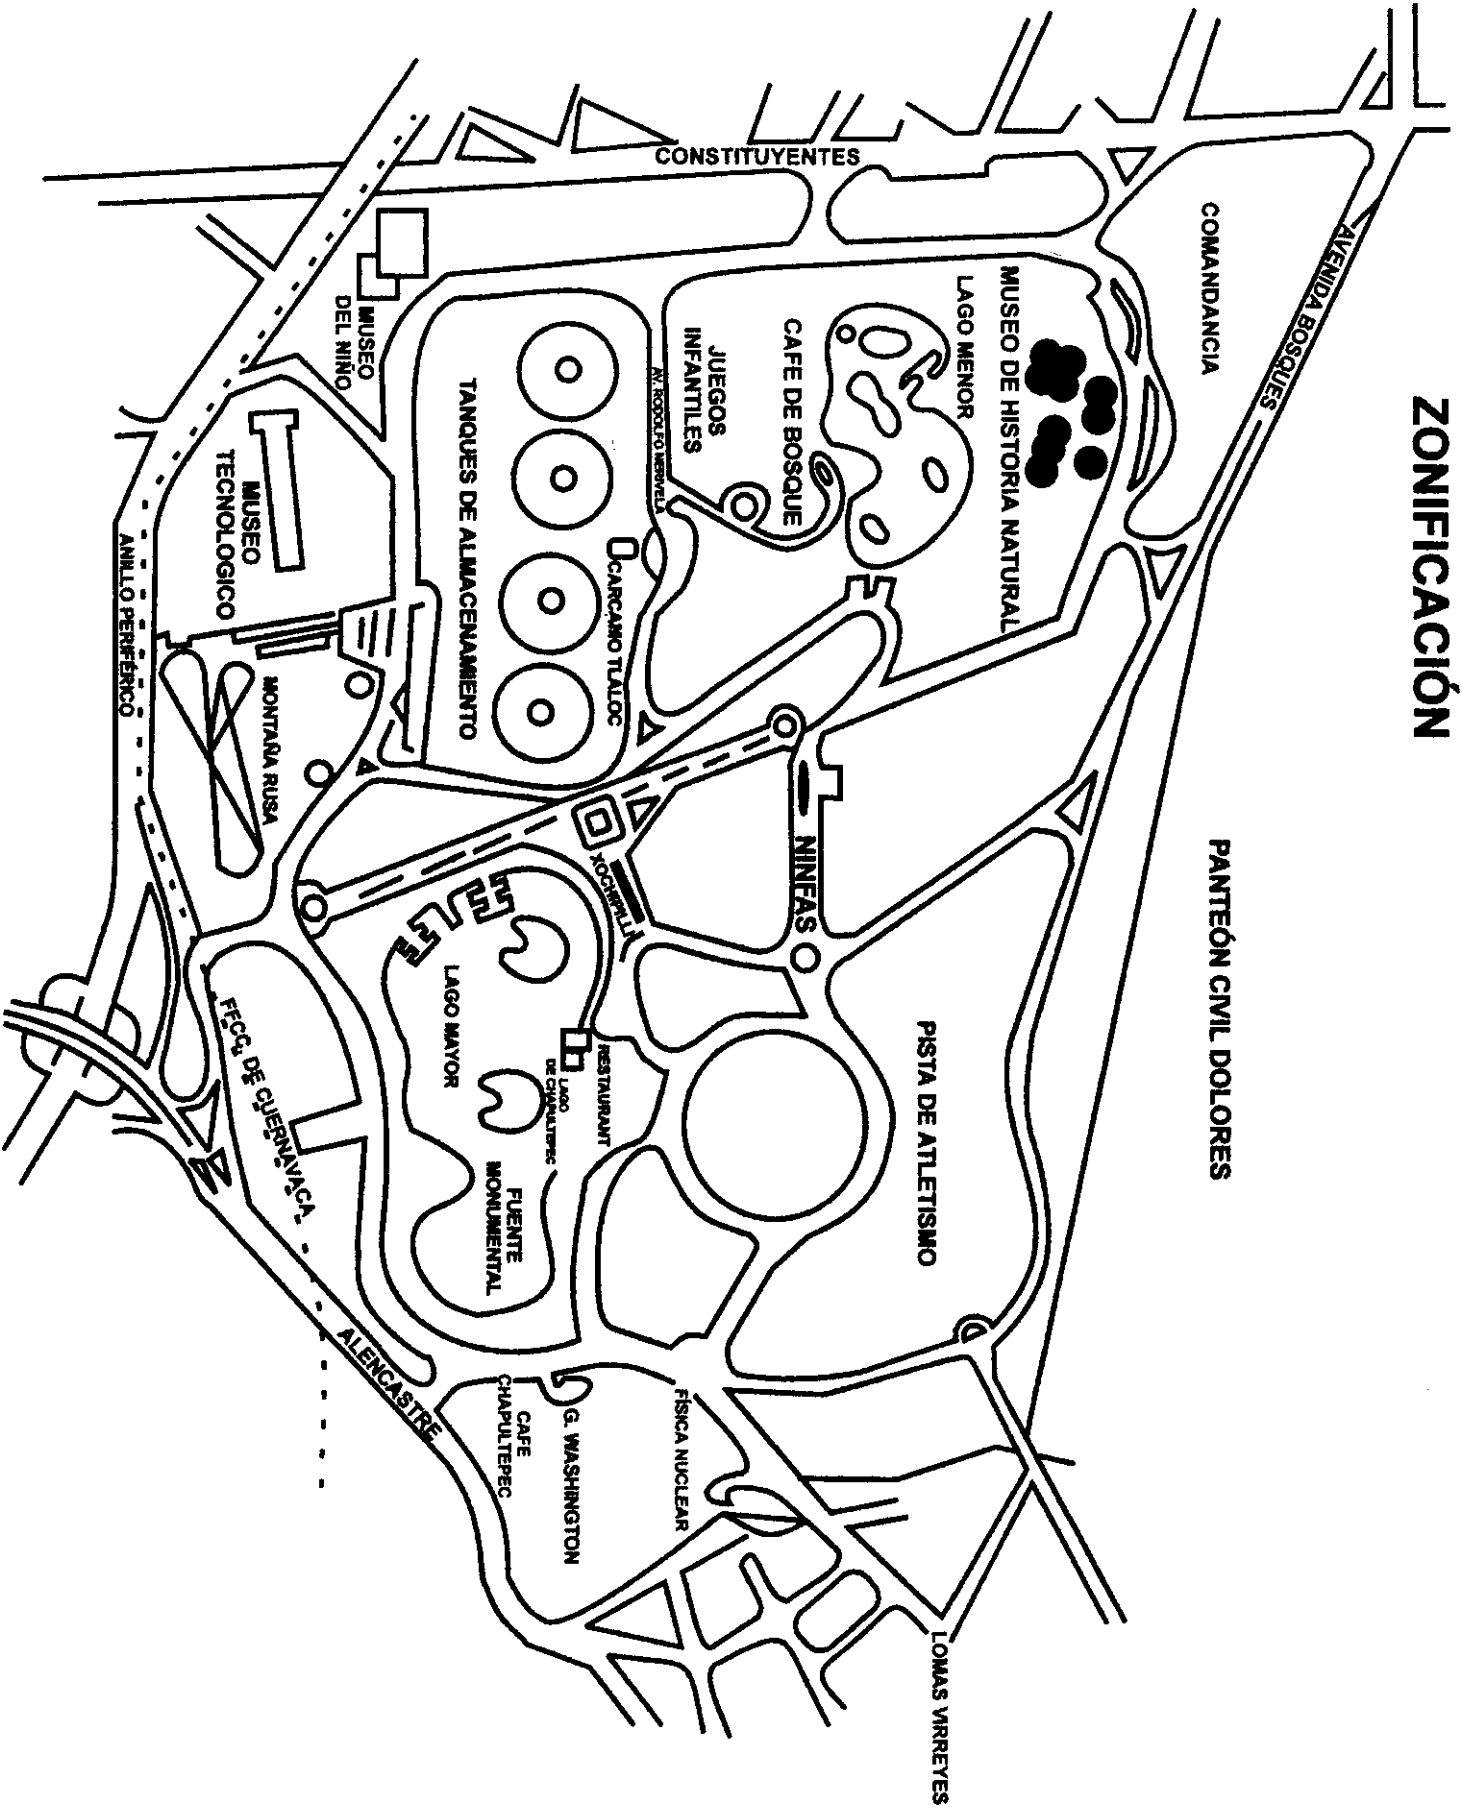 ZONIFICACIÓN
PANTEÓN CIVIL DOLORES
AVENIDA BOSQUES
COMANDANCIA
CONSTITUYENTES
MUSEO DE HISTORIA NATURAL
LAGO MENOR
CAFE DE BOSQUE
JUEGOS
INFANTILES
AV. RODOLFO NERIVELA
CARCAMO TLALOC
TANQUES DE ALMACENAMIENTO
MUSEO
DEL NIÑO
MUSEO
TECNOLOGICO
MONTAÑA RUSA
ANILLO PERIFÉRICO
NINFAS
XOCHIPILLI
PISTA DE ATLETISMO
RESTAURANT
LAGO
DE CHAPULTEPEC
LAGO MAYOR
FUENTE
MONUMENTAL
FFCC. DE CUERNAVACA
ALENCASTRE
FÍSICA NUCLEAR
G. WASHINGTON
CAFE
CHAPULTEPEC
LOMAS VIRREYES